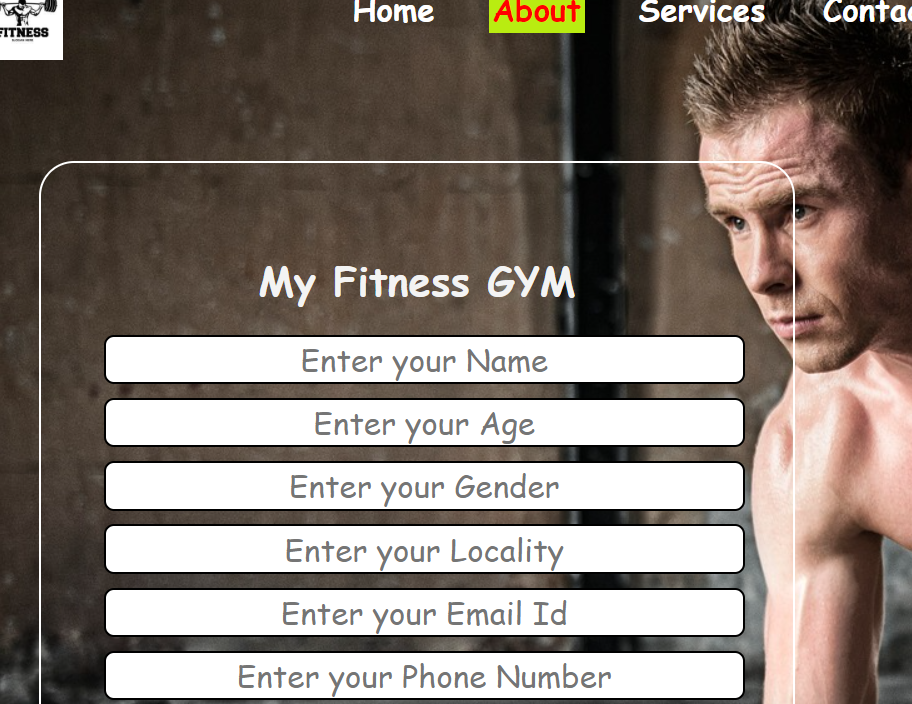 FITNESS
Home About Services Contac
My Fitness GYM
Enter your Name
Enter your Age
Enter your Gender
Enter your Locality
Enter your Email Id
Enter your Phone Number